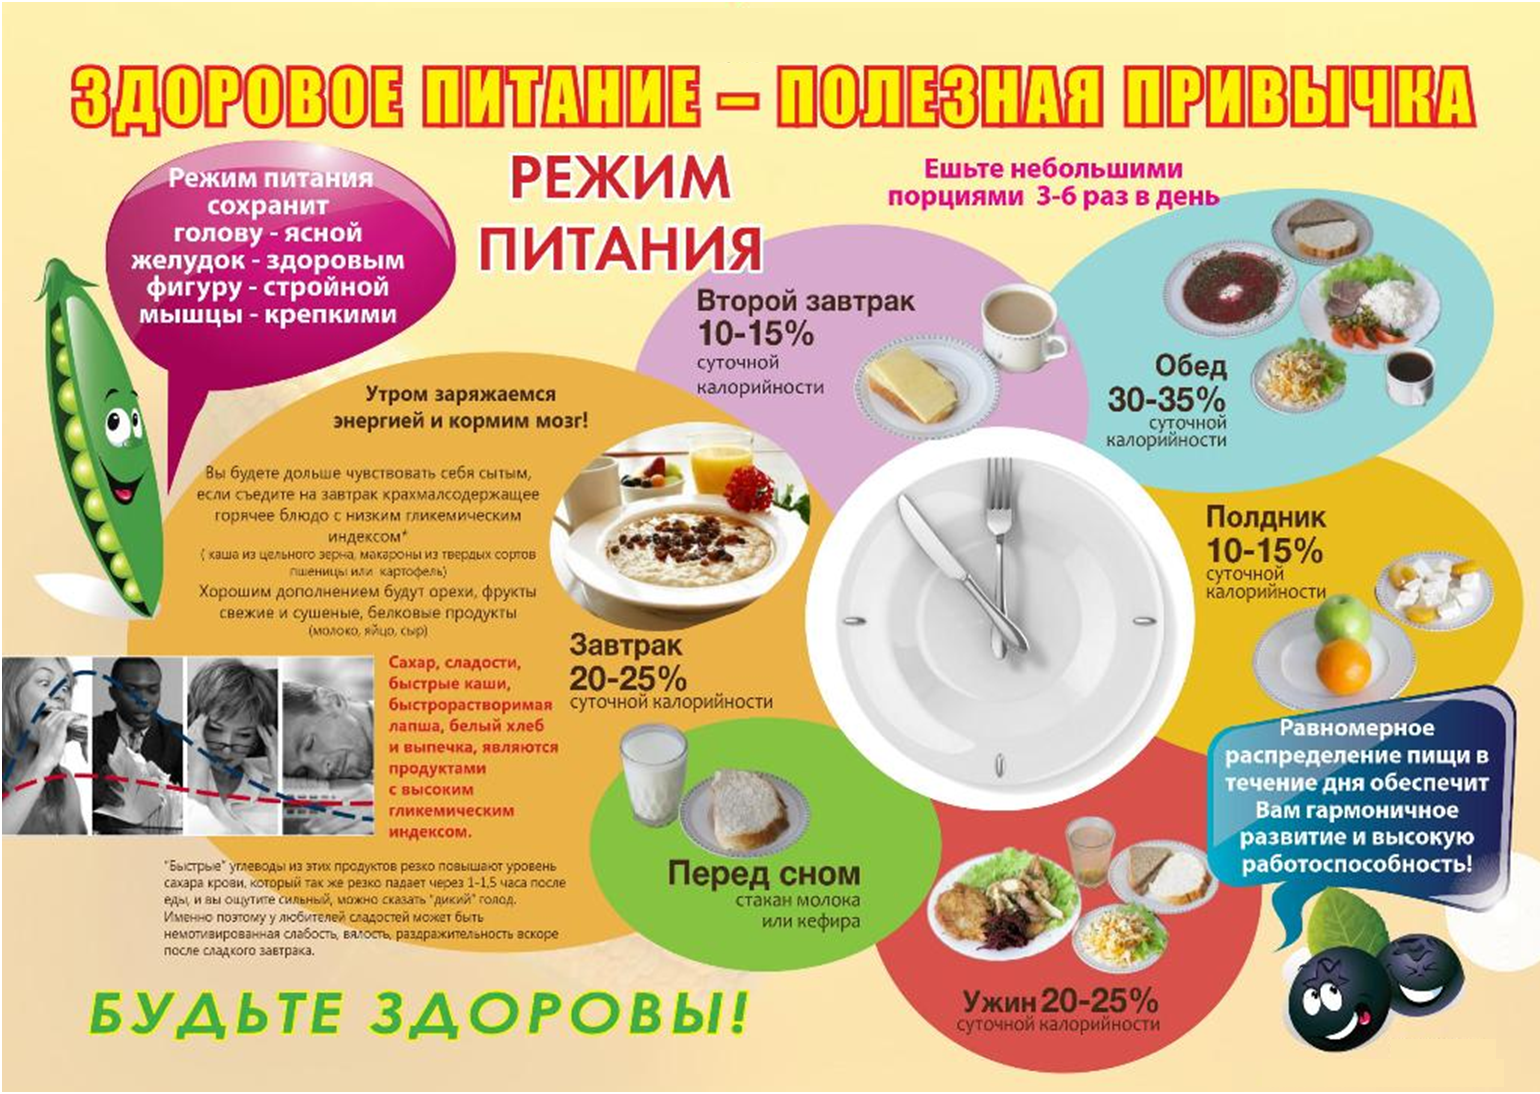 ЗДОРОВОЕ ПИТАНИЕ – ПОЛЕЗНАЯ ПРИВЫЧКА
РЕЖИМ
ПИТАНИЯ
Режим питания
сохранит
голову - ясной
желудок - здоровым
фигуру - стройной
мышцы - крепкими
Ешьте небольшими
порциями 3-6 раз в день
Утром заряжаемся
энергией и кормим мозг!
Вы будете дольше чувствовать себя сытым,
если съедите на завтрак крахмалсодержащее
горячее блюдо с низким гликемическим
индексом*
( каша из цельного зерна, макароны из твердых сортов
пшеницы или картофель)
Хорошим дополнением будут орехи, фрукты
свежие и сушеные, белковые продукты
(молоко, яйцо, сыр)
Завтрак
20-25%
суточной калорийности
Второй завтрак
10-15%
суточной
калорийности
Обед
30-35%
суточной
калорийности
Полдник
10-15%
суточной
калорийности
Ужин 20-25%
суточной калорийности
Перед сном
стакан молока
или кефира
Сахар, сладости,
быстрые каши,
быстрорастворимая
лапша, белый хлеб
и выпечка, являются
продуктами
с высоким
гликемическим
индексом.
"Быстрые" углеводы из этих продуктов резко повышают уровень
сахара крови, который так же резко падает через 1-1,5 часа после
еды, и вы ощутите сильный, можно сказать "дикий" голод.
Именно поэтому у любителей сладостей может быть
немотивированная слабость, вялость, раздражительность вскоре
после сладкого завтрака.
Равномерное
распределение пищи в
течение дня обеспечит
Вам гармоничное
развитие и высокую
работоспособность!
БУДЬТЕ ЗДОРОВЫ!